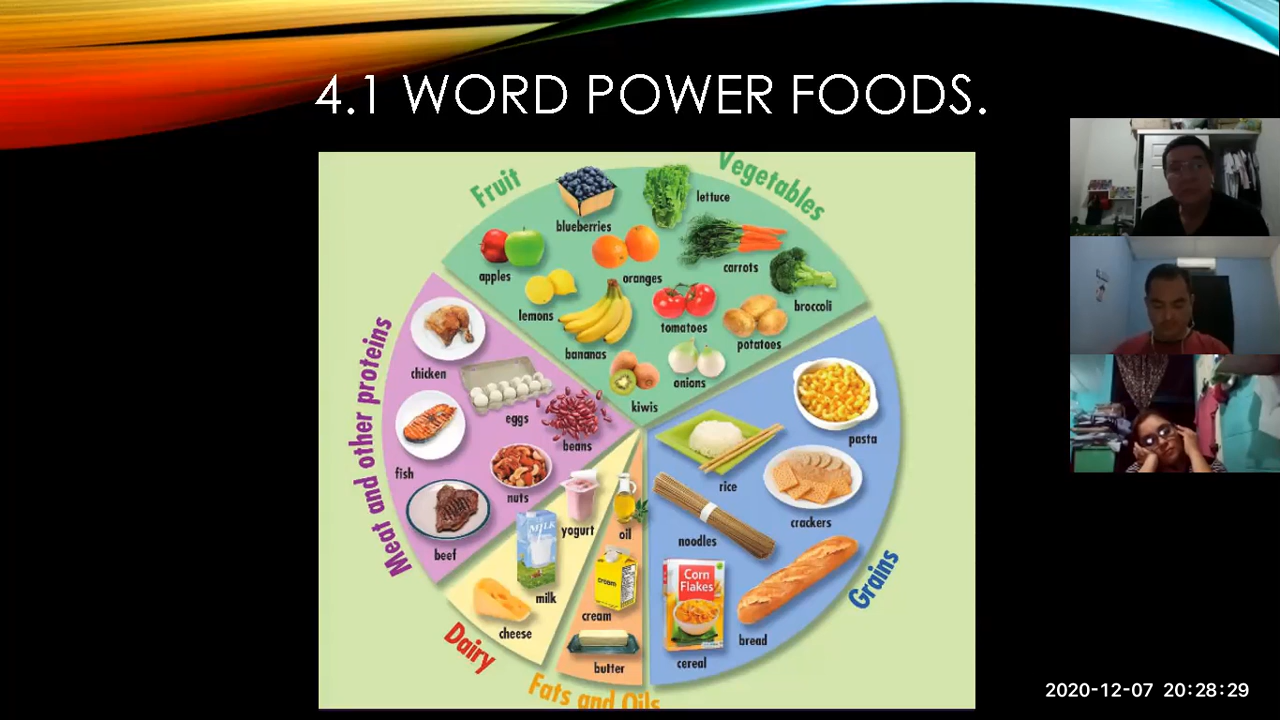 4.1 WORD POWER FOODS.
Fruit
Vegetables
blueberries
lettuce
apples
oranges
carrots
lemons
broccoli
bananas
tomatoes
potatoes
kiwis
onions
Meat and other proteins
chicken
eggs
beans
fish
nuts
beef
Dairy
yogurt
MILK
milk
cheese
Fats and Oils
oil
cream
cream
butter
Grains
pasta
rice
crackers
noodles
Corn
Flakes
bread
cereal
2020-12-07 20:28:29